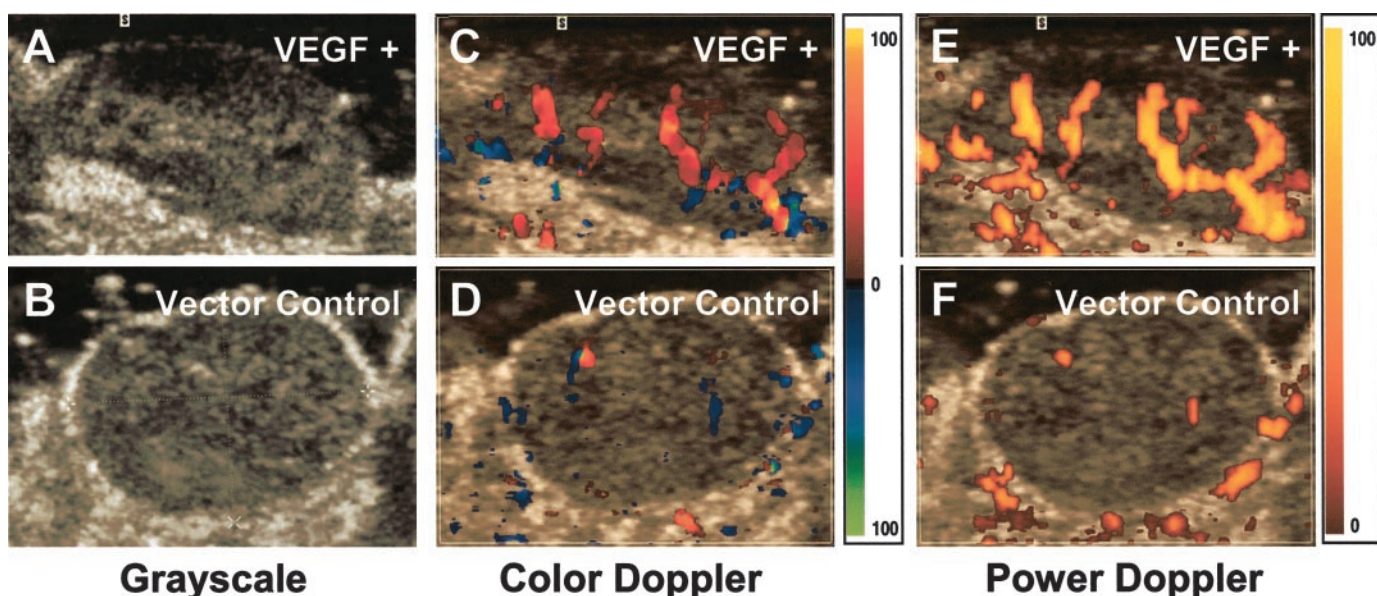 S
A
VEGF +
C
VEGF +
100
0
100
S
E
VEGF +
100
0
B
Vector Control
D
Vector Control
F
Vector Control
Grayscale
Color Doppler
Power Doppler